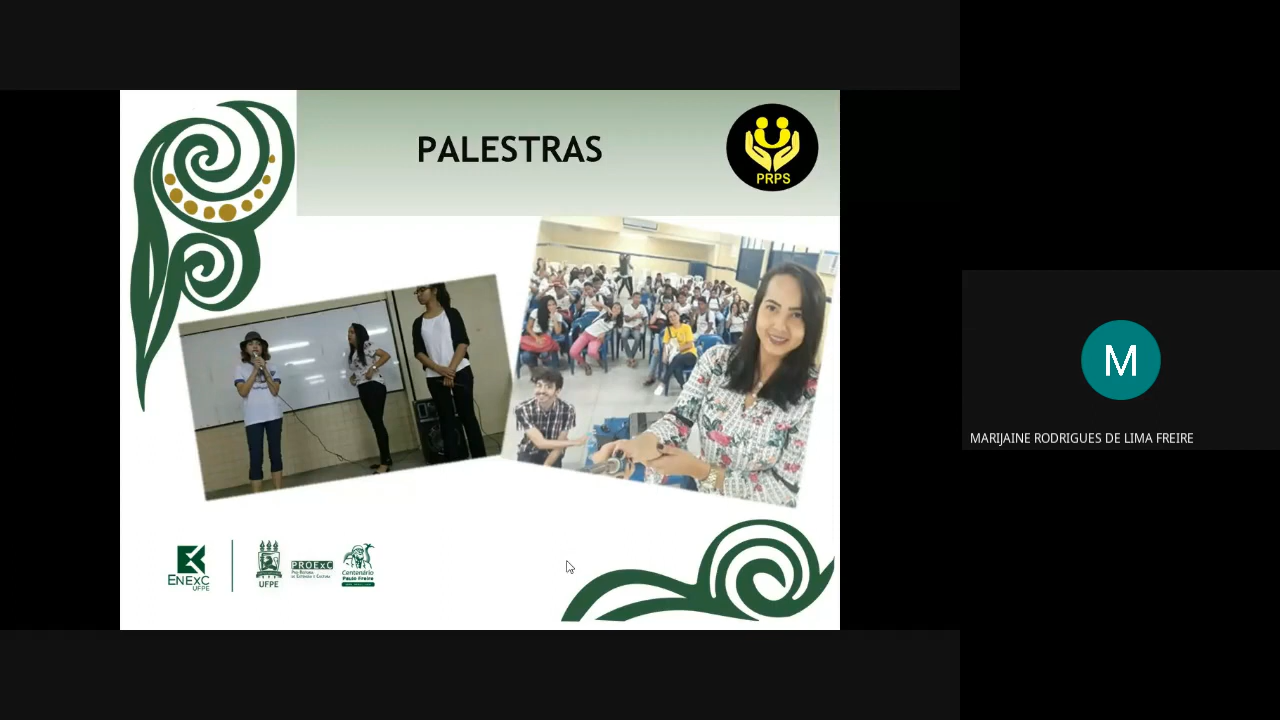 PALESTRAS
PRPS
M
MARIJAINE RODRIGUES DE LIMA FREIRE
ENExC
UFPE
UFPE
PROExC
Centenário
Paulo Freire